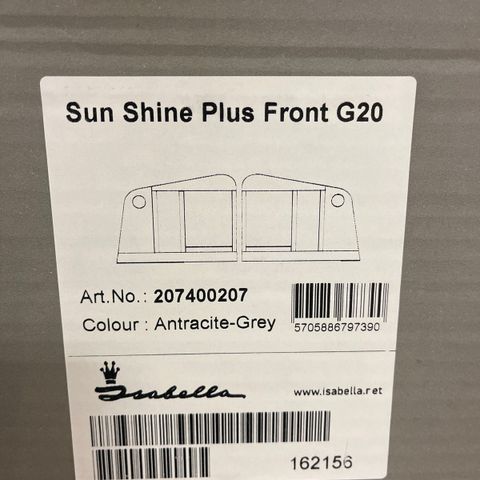 Sun Shine Plus Front G20
Art.No.: 207400207
5705886797390
Colour : Antracite-Grey
Isabella
www.isabella.net
162156